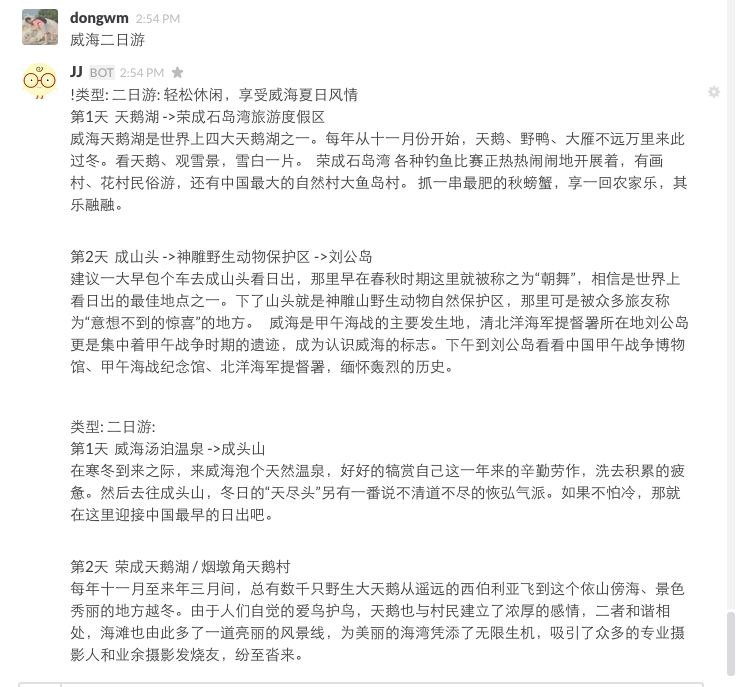 dongwm 2:54 PM
威海二日游
JJ BOT 2:54 PM
!类型: 二日游: 轻松休闲，享受威海夏日风情
第1天 天鹅湖 ->荣成石岛湾旅游度假区
威海天鹅湖是世界上四大天鹅湖之一。每年从十一月份开始，天鹅、野鸭、大雁不远万里来此
过冬。看天鹅、观雪景，雪白一片。 荣成石岛湾 各种钓鱼比赛正热热闹闹地开展着，有画
村、花村民俗游，还有中国最大的自然村大鱼岛村。 抓一串最肥的秋螃蟹，享一回农家乐，其
乐融融。
第2天 成山头 ->神雕野生动物保护区 ->刘公岛
建议一大早包个车去成山头看日出，那里早在春秋时期这里就被称之为“朝舞”，相信是世界上
看日出的最佳地点之一。下了山头就是神雕山野生动物自然保护区，那里可是被众多旅友称
为“意想不到的惊喜”的地方。 威海是甲午海战的主要发生地，清北洋海军提督署所在地刘公岛
更是集中着甲午战争时期的遗迹，成为认识威海的标志。下午到刘公岛看看中国甲午战争博物
馆、甲午海战纪念馆、北洋海军提督署，缅怀轰烈的历史。
类型: 二日游:
第1天 威海汤泊温泉 ->成头山
在寒冬到来之际，来威海泡个天然温泉，好好的犒赏自己这一年来的辛勤劳作，洗去积累的疲
惫。然后去往成头山，冬日的“天尽头”另有一番说不清道不尽的恢弘气派。如果不怕冷，那就
在这里迎接中国最早的日出吧。
第2天 荣成天鹅湖 / 烟墩角天鹅村
每年十一月至来年三月间，总有数千只野生大天鹅从遥远的西伯利亚飞到这个依山傍海、景色
秀丽的地方越冬。由于人们自觉的爱鸟护鸟，天鹅也与村民建立了浓厚的感情，二者和谐相
处，海滩也由此多了一道亮丽的风景线，为美丽的海湾凭添了无限生机，吸引了众多的专业摄
影人和业余摄影发烧友，纷至沓来。